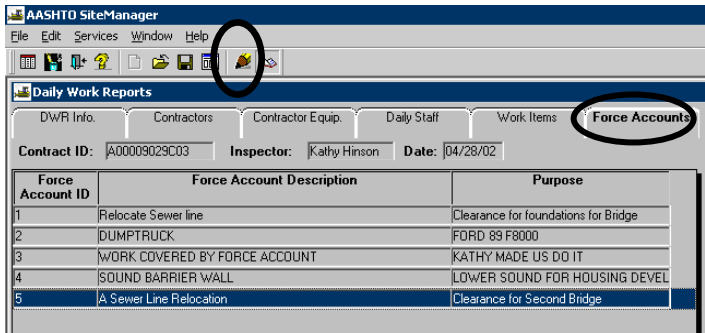 AASHTO SiteManager
File Edit Services Window Help
Daily Work Reports
DWR Info. Contractors Contractor Equip. Daily Staff Work Items Force Accounts
Contract ID: A00009029C03 Inspector: Kathy Hinson Date: 04/28/02
Force Account ID Force Account Description Purpose
1 Relocate Sewer line Clearance for foundations for Bridge
2 DUMPTRUCK FORD 89 F8000
3 WORK COVERED BY FORCE ACCOUNT KATHY MADE US DO IT
4 SOUND BARRIER WALL LOWER SOUND FOR HOUSING DEVEL
5 A Sewer Line Relocation Clearance for Second Bridge